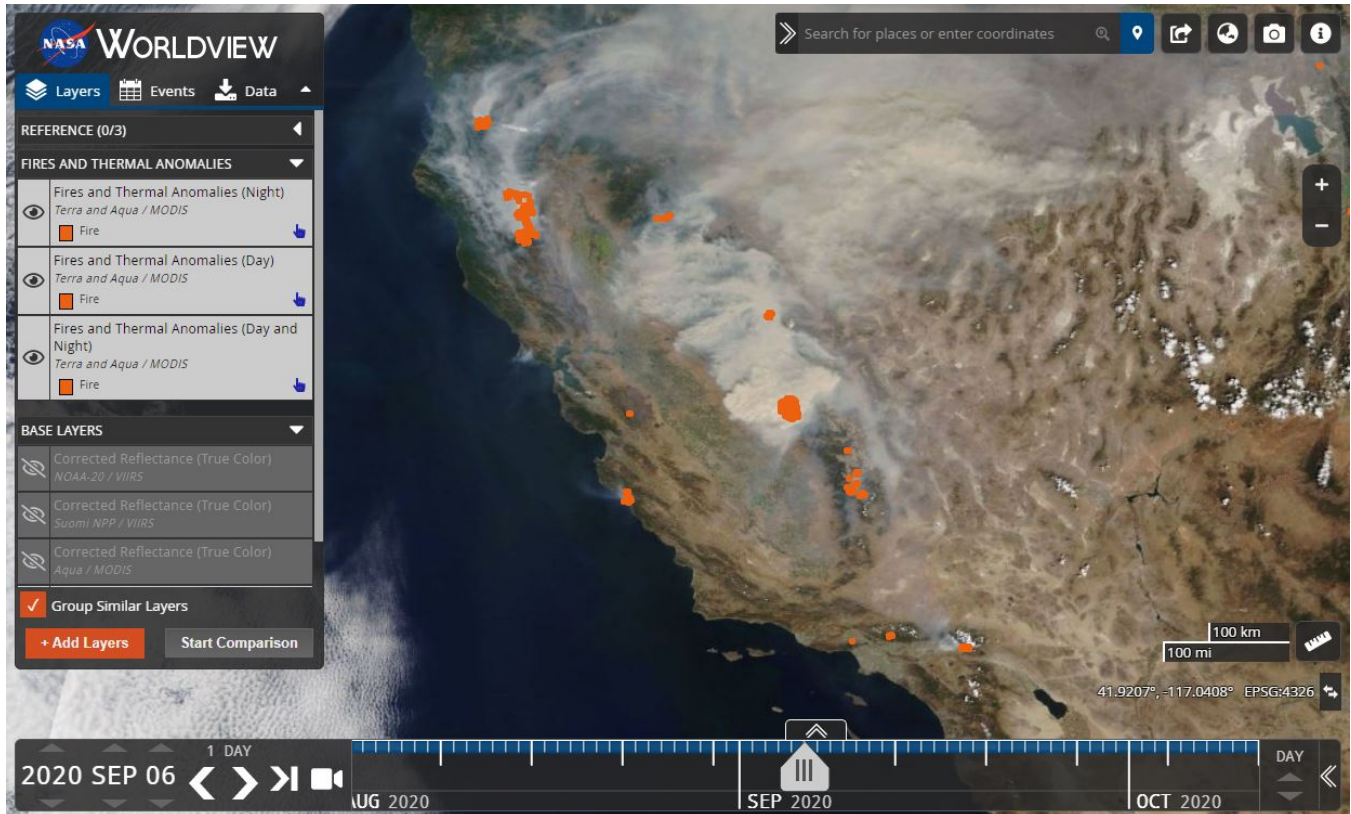 NASA WORLDVIEW
Layers Events Data
REFERENCE (0/3)
FIRES AND THERMAL ANOMALIES
Fires and Thermal Anomalies (Night)
Terra and Aqua / MODIS
Fire
Fires and Thermal Anomalies (Day)
Terra and Aqua / MODIS
Fire
Fires and Thermal Anomalies (Day and
Night)
Terra and Aqua / MODIS
Fire
BASE LAYERS
Corrected Reflectance (True Color)
NOAA-20 / VIIRS
Corrected Reflectance (True Color)
Suomi NPP / VIIRS
Corrected Reflectance (True Color)
Aqua / MODIS
Group Similar Layers
+ Add Layers Start Comparison
Search for places or enter coordinates
+
−
100 km
100 mi
41.9207°, -117.0408° EPSG:4326
1 DAY
2020 SEP 06
AUG 2020 SEP 2020 OCT 2020
DAY